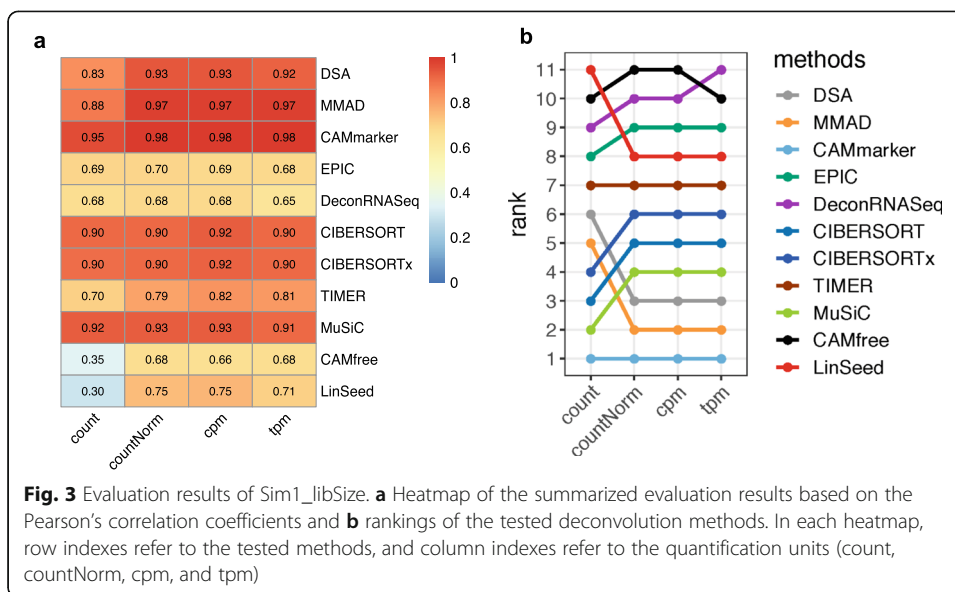 a
0.83 0.93 0.93 0.92 DSA
0.88 0.97 0.97 0.97 MMAD
0.95 0.98 0.98 0.98 CAMmarker
0.69 0.70 0.69 0.68 EPIC
0.68 0.68 0.68 0.65 DeconRNASeq
0.90 0.90 0.92 0.90 CIBERSORT
0.90 0.90 0.92 0.90 CIBERSORTx
0.70 0.79 0.82 0.81 TIMER
0.92 0.93 0.93 0.91 MuSiC
0.35 0.68 0.66 0.68 CAMfree
0.30 0.75 0.75 0.71 LinSeed
count countNorm cpm tpm
1
0.8
0.6
0.4
0.2
0
b
rank
11
10
9
8
7
6
5
4
3
2
1
count countNorm cpm tpm
methods
DSA
MMAD
CAMmarker
EPIC
DeconRNASeq
CIBERSORT
CIBERSORTx
TIMER
MuSiC
CAMfree
LinSeed
Fig. 3 Evaluation results of Sim1_libSize. a Heatmap of the summarized evaluation results based on the
Pearson's correlation coefficients and b rankings of the tested deconvolution methods. In each heatmap,
row indexes refer to the tested methods, and column indexes refer to the quantification units (count,
countNorm, cpm, and tpm)